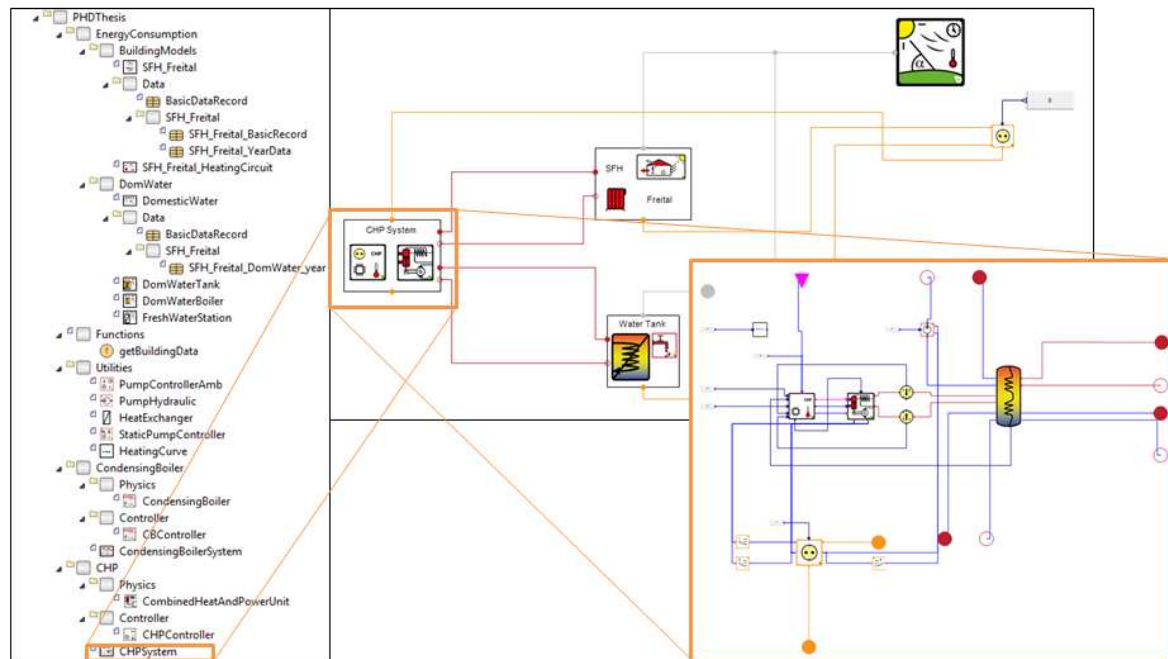 PHDThesis
EnergyConsumption
BuildingModels
SFH_Freital
Data
BasicDataRecord
SFH_Freital
SFH_Freital_BasicRecord
SFH_Freital_YearData
SFH_Freital_HeatingCircuit
DomWater
DomesticWater
Data
BasicDataRecord
SFH_Freital
SFH_Freital_DomWater_year
DomWaterTank
DomWaterBoiler
FreshWaterStation
Functions
getBuildingData
Utilities
PumpControllerAmb
PumpHydraulic
HeatExchanger
StaticPumpController
HeatingCurve
CondensingBoiler
Physics
CondensingBoiler
Controller
CBController
CondensingBoilerSystem
CHP
Physics
CombinedHeatAndPowerUnit
Controller
CHPController
CHPSystem
α
SFH
Freital
CHP System
CHP
Water Tank
CHP